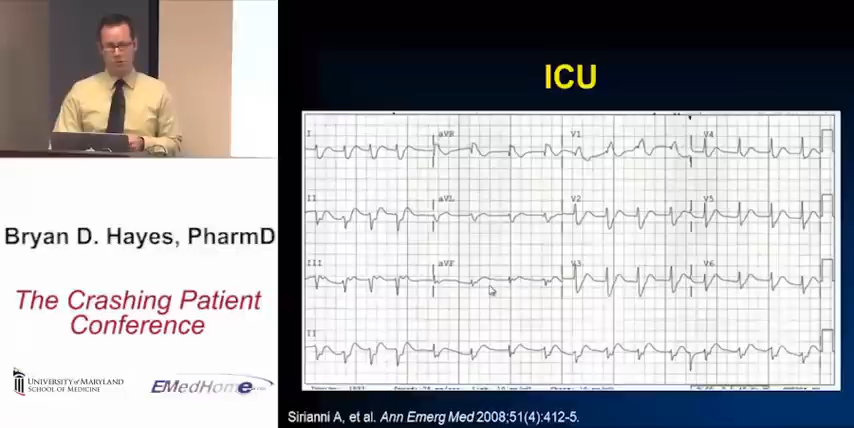 ICU
I
aVR
V1
V4
II
aVL
V2
V5
III
aVF
V3
V6
II
Bryan D. Hayes, PharmD
The Crashing Patient
Conference
UNIVERSITY OF MARYLAND
SCHOOL OF MEDICINE
EMedHome
Sirianni A, et al. Ann Emerg Med 2008;51(4):412-5.